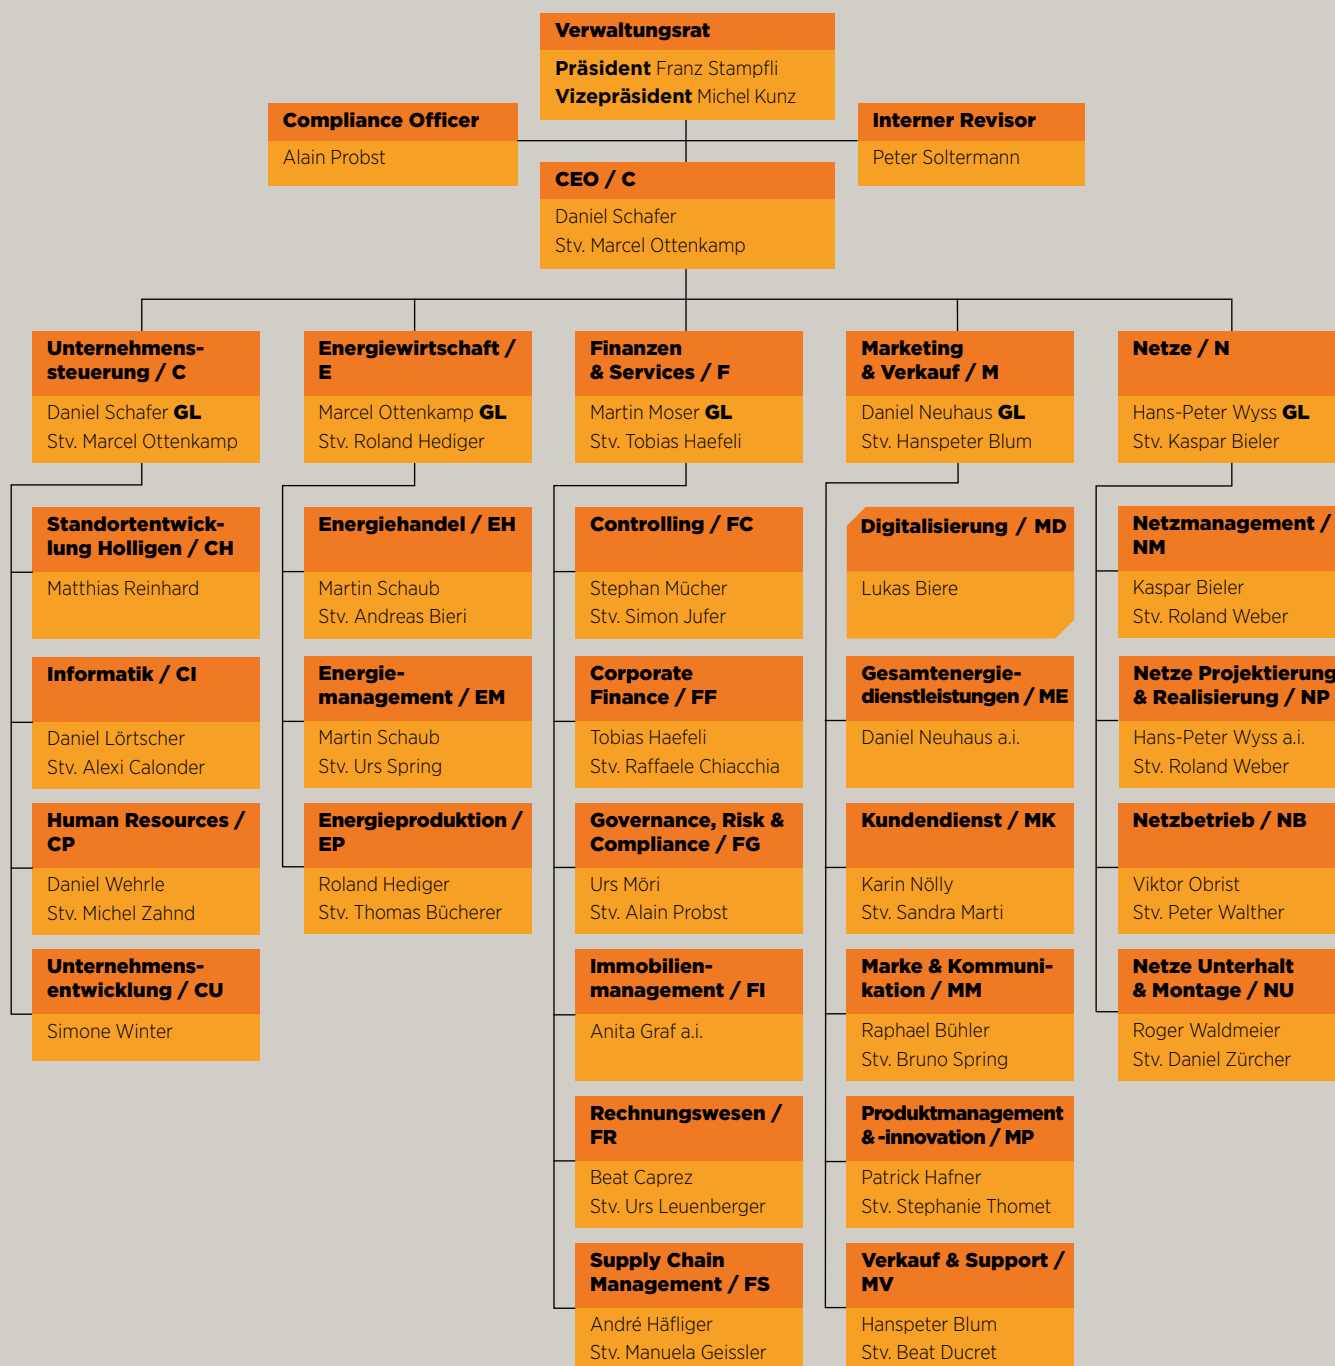 Verwaltungsrat
Präsident Franz Stampfli
Vizepräsident Michel Kunz
Compliance Officer
Alain Probst
Interner Revisor
Peter Soltermann
CEO / C
Daniel Schafer
Stv. Marcel Ottenkamp
Unternehmens-
steuerung / C
Daniel Schafer GL
Stv. Marcel Ottenkamp
Standortentwick-
lung Holligen / CH
Matthias Reinhard
Informatik / CI
Daniel Lörtscher
Stv. Alexi Calonder
Human Resources /
CP
Daniel Wehrle
Stv. Michel Zahnd
Unternehmens-
entwicklung / CU
Simone Winter
Energiewirtschaft /
E
Marcel Ottenkamp GL
Stv. Roland Hediger
Energiehandel / EH
Martin Schaub
Stv. Andreas Bieri
Energie-
management / EM
Martin Schaub
Stv. Urs Spring
Energieproduktion /
EP
Roland Hediger
Stv. Thomas Bücherer
Finanzen
& Services / F
Martin Moser GL
Stv. Tobias Haefeli
Controlling / FC
Stephan Mücher
Stv. Simon Jufer
Corporate
Finance / FF
Tobias Haefeli
Stv. Raffaele Chiacchia
Governance, Risk &
Compliance / FG
Urs Möri
Stv. Alain Probst
Immobilien-
management / FI
Anita Graf a.i.
Rechnungswesen /
FR
Beat Caprez
Stv. Urs Leuenberger
Supply Chain
Management / FS
André Häfliger
Stv. Manuela Geissler
Marketing
& Verkauf / M
Daniel Neuhaus GL
Stv. Hanspeter Blum
Digitalisierung / MD
Lukas Biere
Gesamtenergie-
dienstleistungen / ME
Daniel Neuhaus a.i.
Kundendienst / MK
Karin Nölly
Stv. Sandra Marti
Marke & Kommuni-
kation / MM
Raphael Bühler
Stv. Bruno Spring
Produktmanagement
& -innovation / MP
Patrick Hafner
Stv. Stephanie Thomet
Verkauf & Support /
MV
Hanspeter Blum
Stv. Beat Ducret
Netze / N
Hans-Peter Wyss GL
Stv. Kaspar Bieler
Netzmanagement /
NM
Kaspar Bieler
Stv. Roland Weber
Netze Projektierung
& Realisierung / NP
Hans-Peter Wyss a.i.
Stv. Roland Weber
Netzbetrieb / NB
Viktor Obrist
Stv. Peter Walther
Netze Unterhalt
& Montage / NU
Roger Waldmeier
Stv. Daniel Zürcher